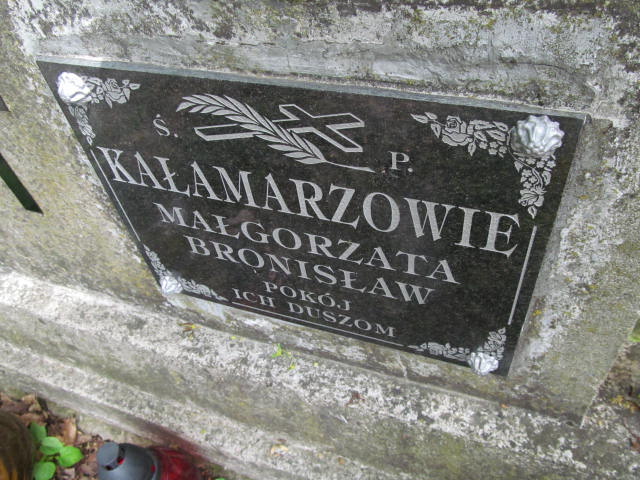 Ś. P.
KAŁAMARZOWIE
MAŁGORZATA
BRONISŁAW
POKÓJ
ICH DUSZOM